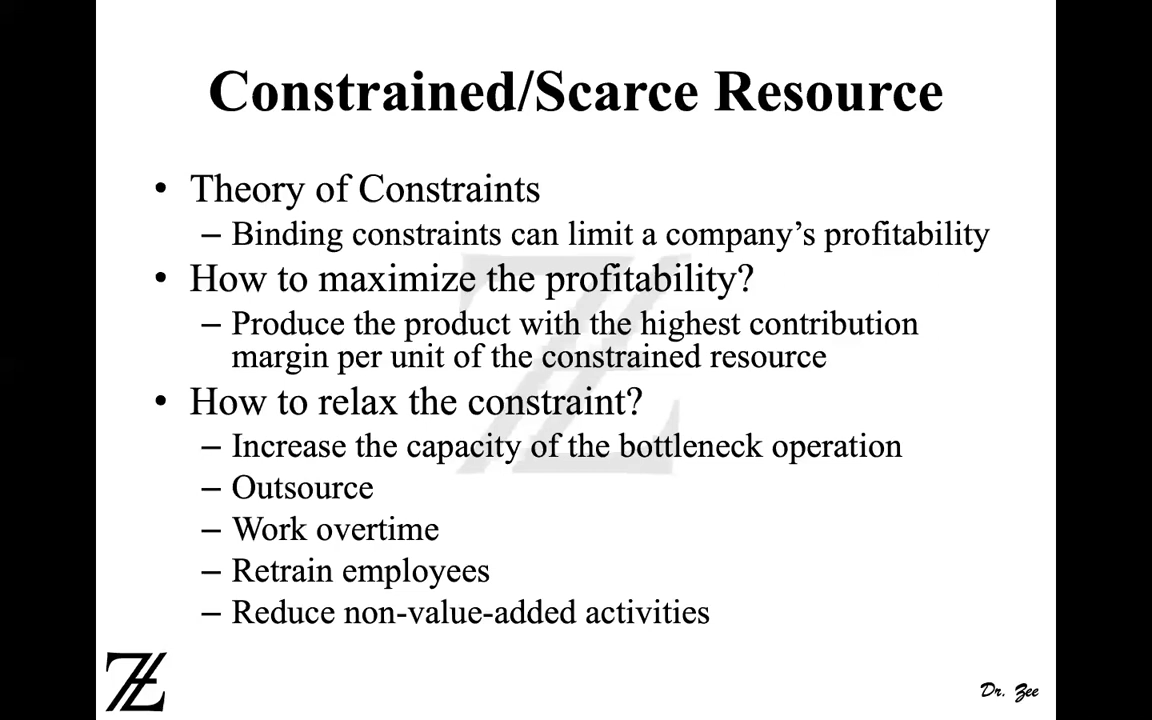 Constrained/Scarce Resource
• Theory of Constraints
– Binding constraints can limit a company’s profitability
• How to maximize the profitability?
– Produce the product with the highest contribution
margin per unit of the constrained resource
• How to relax the constraint?
– Increase the capacity of the bottleneck operation
– Outsource
– Work overtime
– Retrain employees
– Reduce non-value-added activities
Dr. Zee